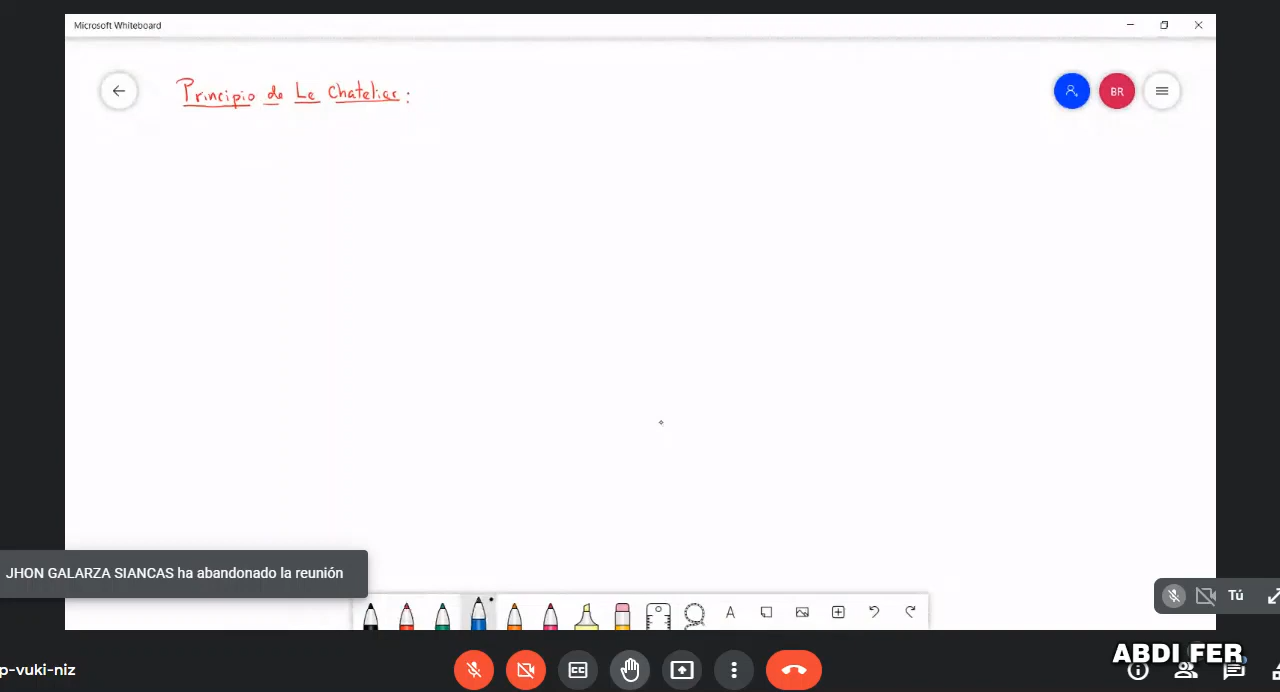 Microsoft Whiteboard
Principio de Le Chatelier:
BR
JHON GALARZA SIANCAS ha abandonado la reunión
A
Tú
CC
p-vuki-niz
ABDI FER